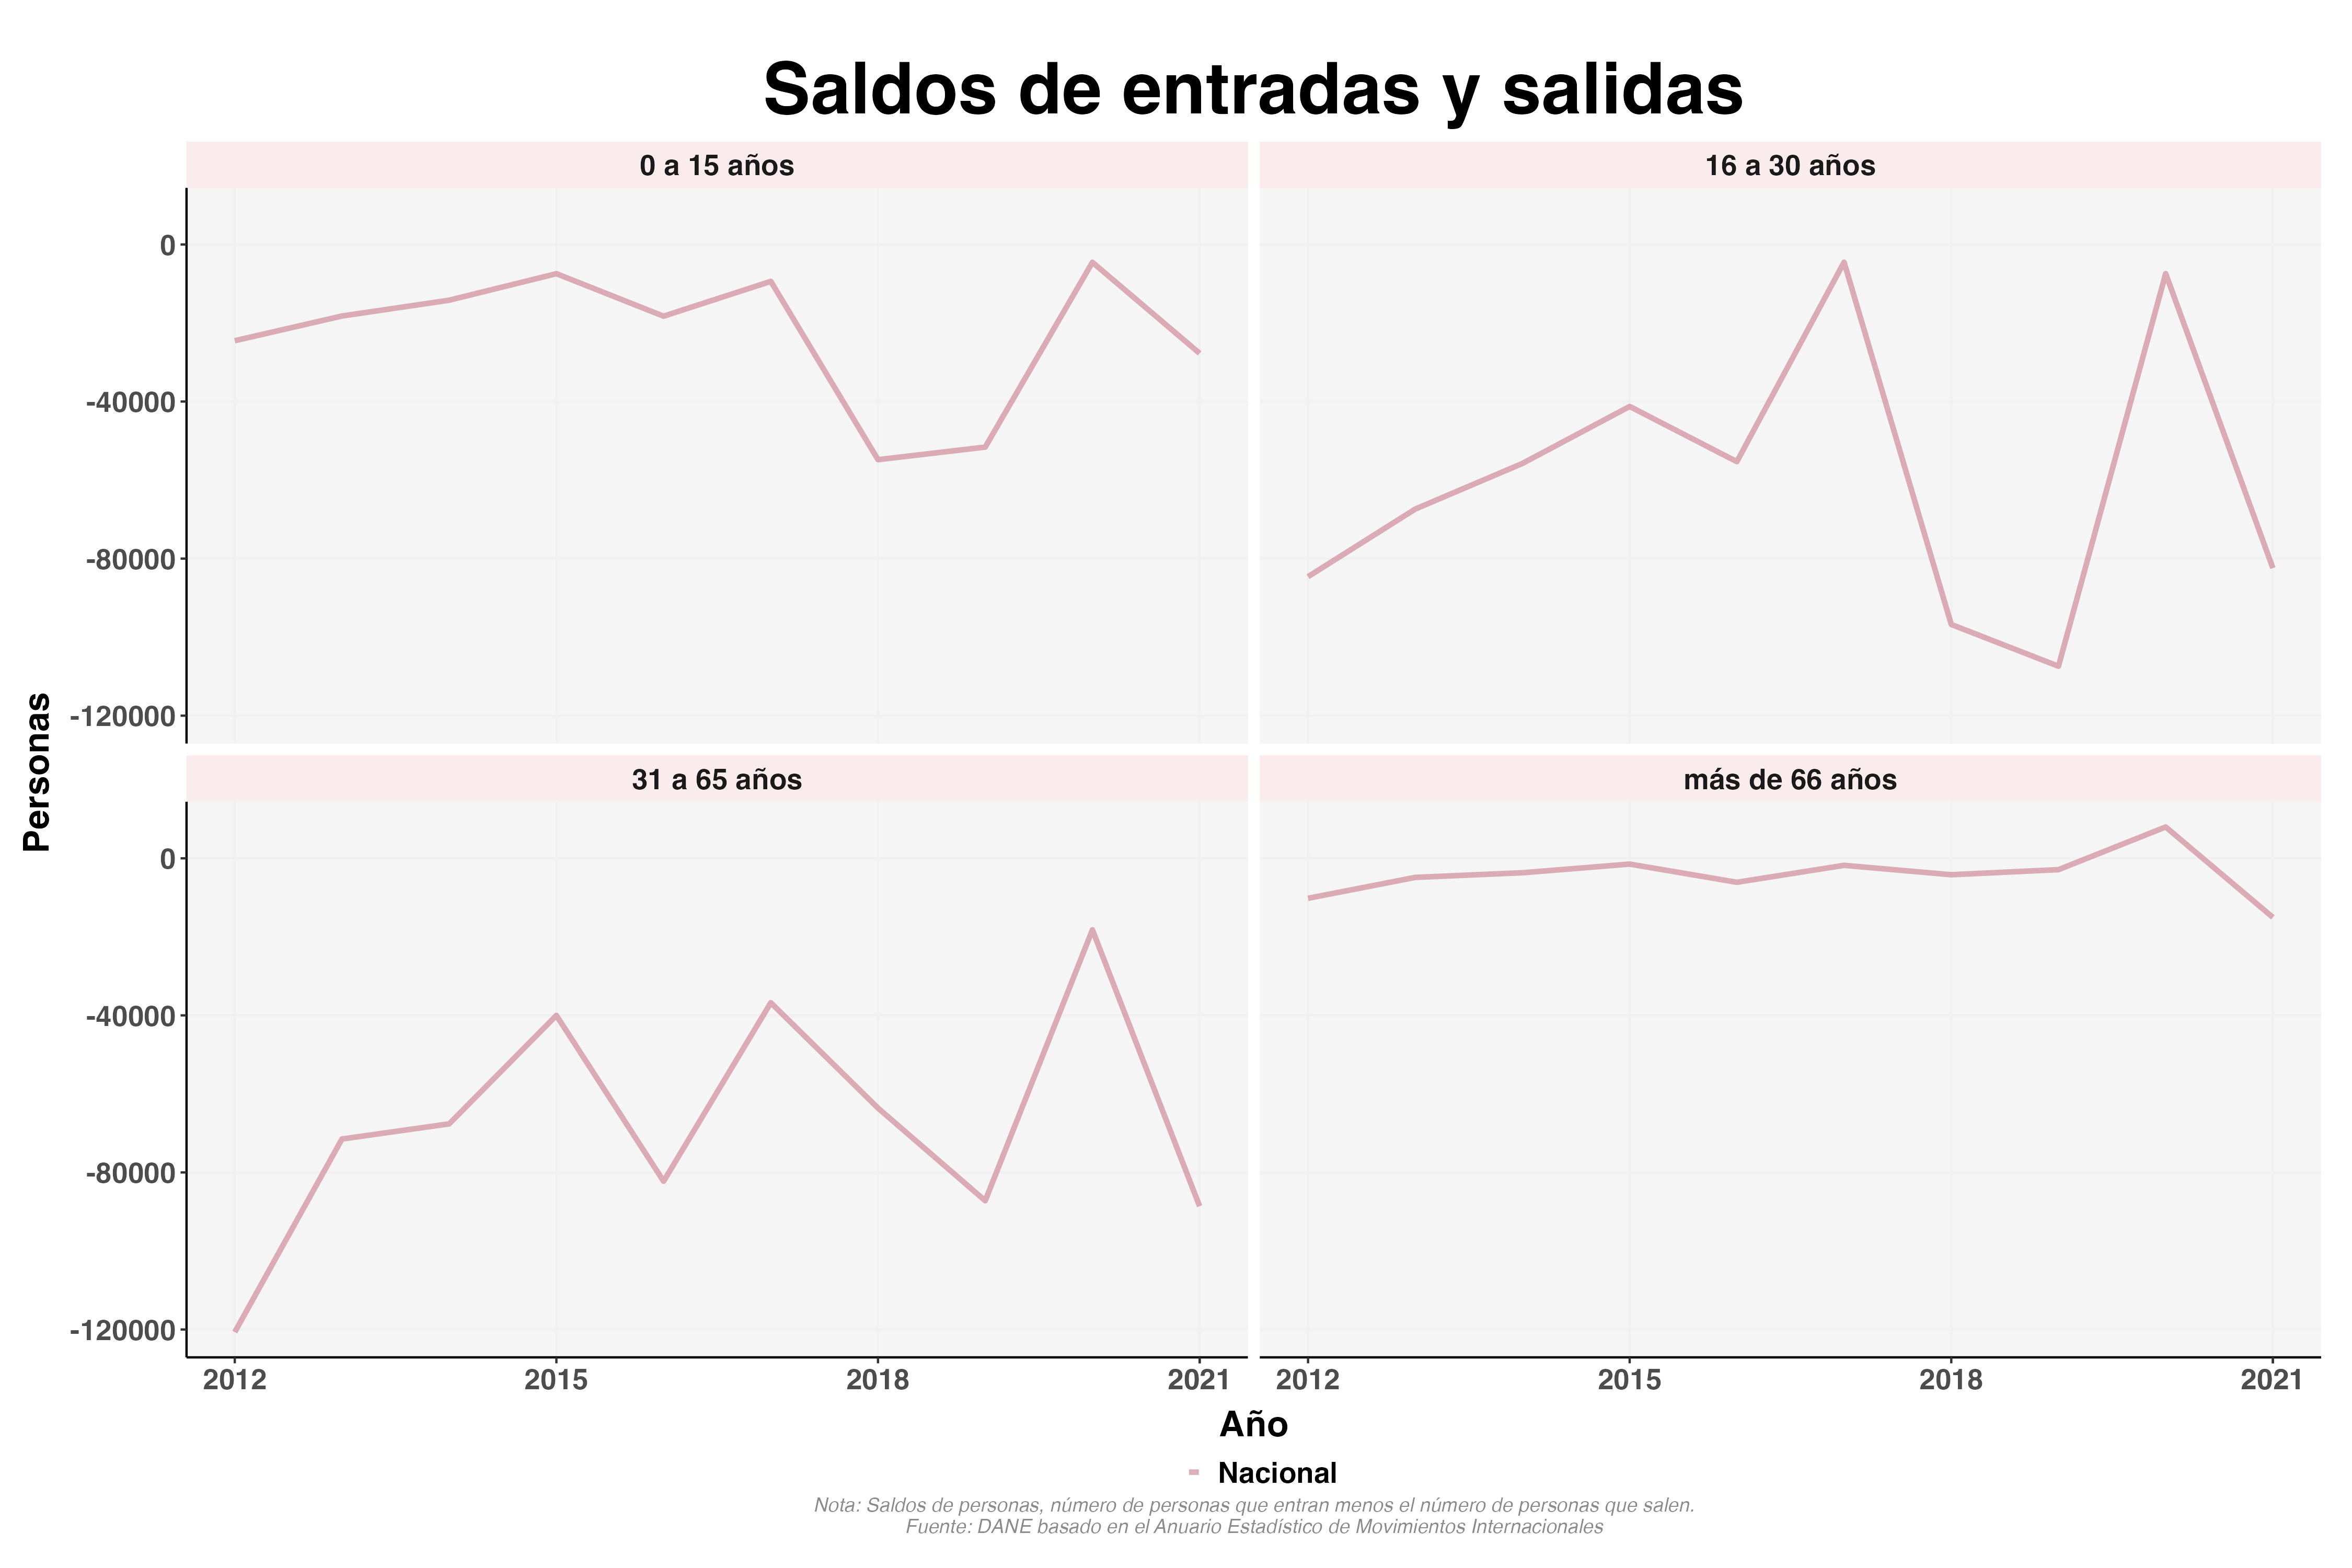 Saldos de entradas y salidas
0 a 15 años
16 a 30 años
0
-40000
-80000
-120000
Personas
31 a 65 años
más de 66 años
0
-40000
-80000
-120000
2012 2015 2018 2021 2012 2015 2018 2021
Año
Nacional
Nota: Saldos de personas, número de personas que entran menos el número de personas que salen.
Fuente: DANE basado en el Anuario Estadístico de Movimientos Internacionales